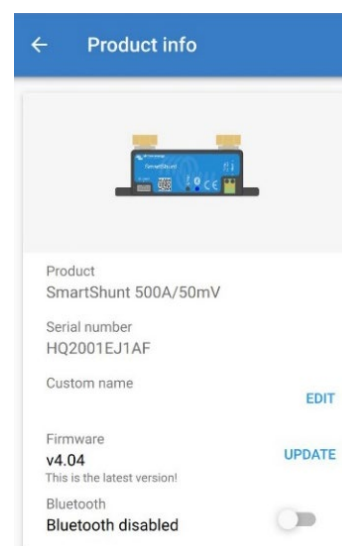 Product info
SmartShunt
Product
SmartShunt 500A/50mV
Serial number
HQ2001EJ1AF
Custom name
EDIT
Firmware
v4.04
UPDATE
This is the latest version!
Bluetooth
Bluetooth disabled